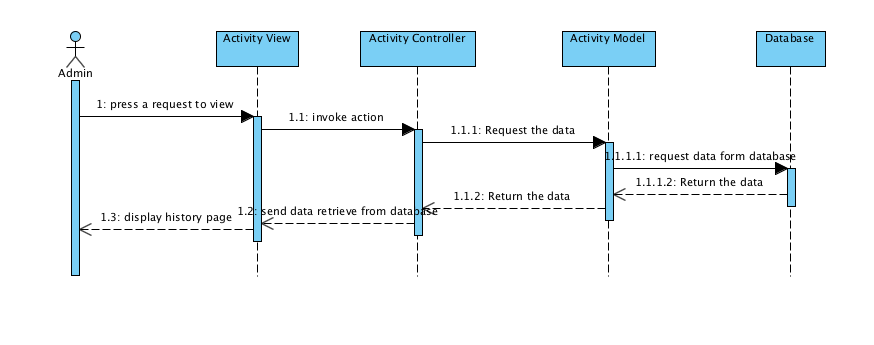 Activity View
Activity Controller
Activity Model
Database
Admin
1: press a request to view
1.1: invoke action
1.1.1: Request the data
1.1.1.1: request data form database
1.1.1.2: Return the data
1.1.2: Return the data
1.2: send data retrieve from database
1.3: display history page